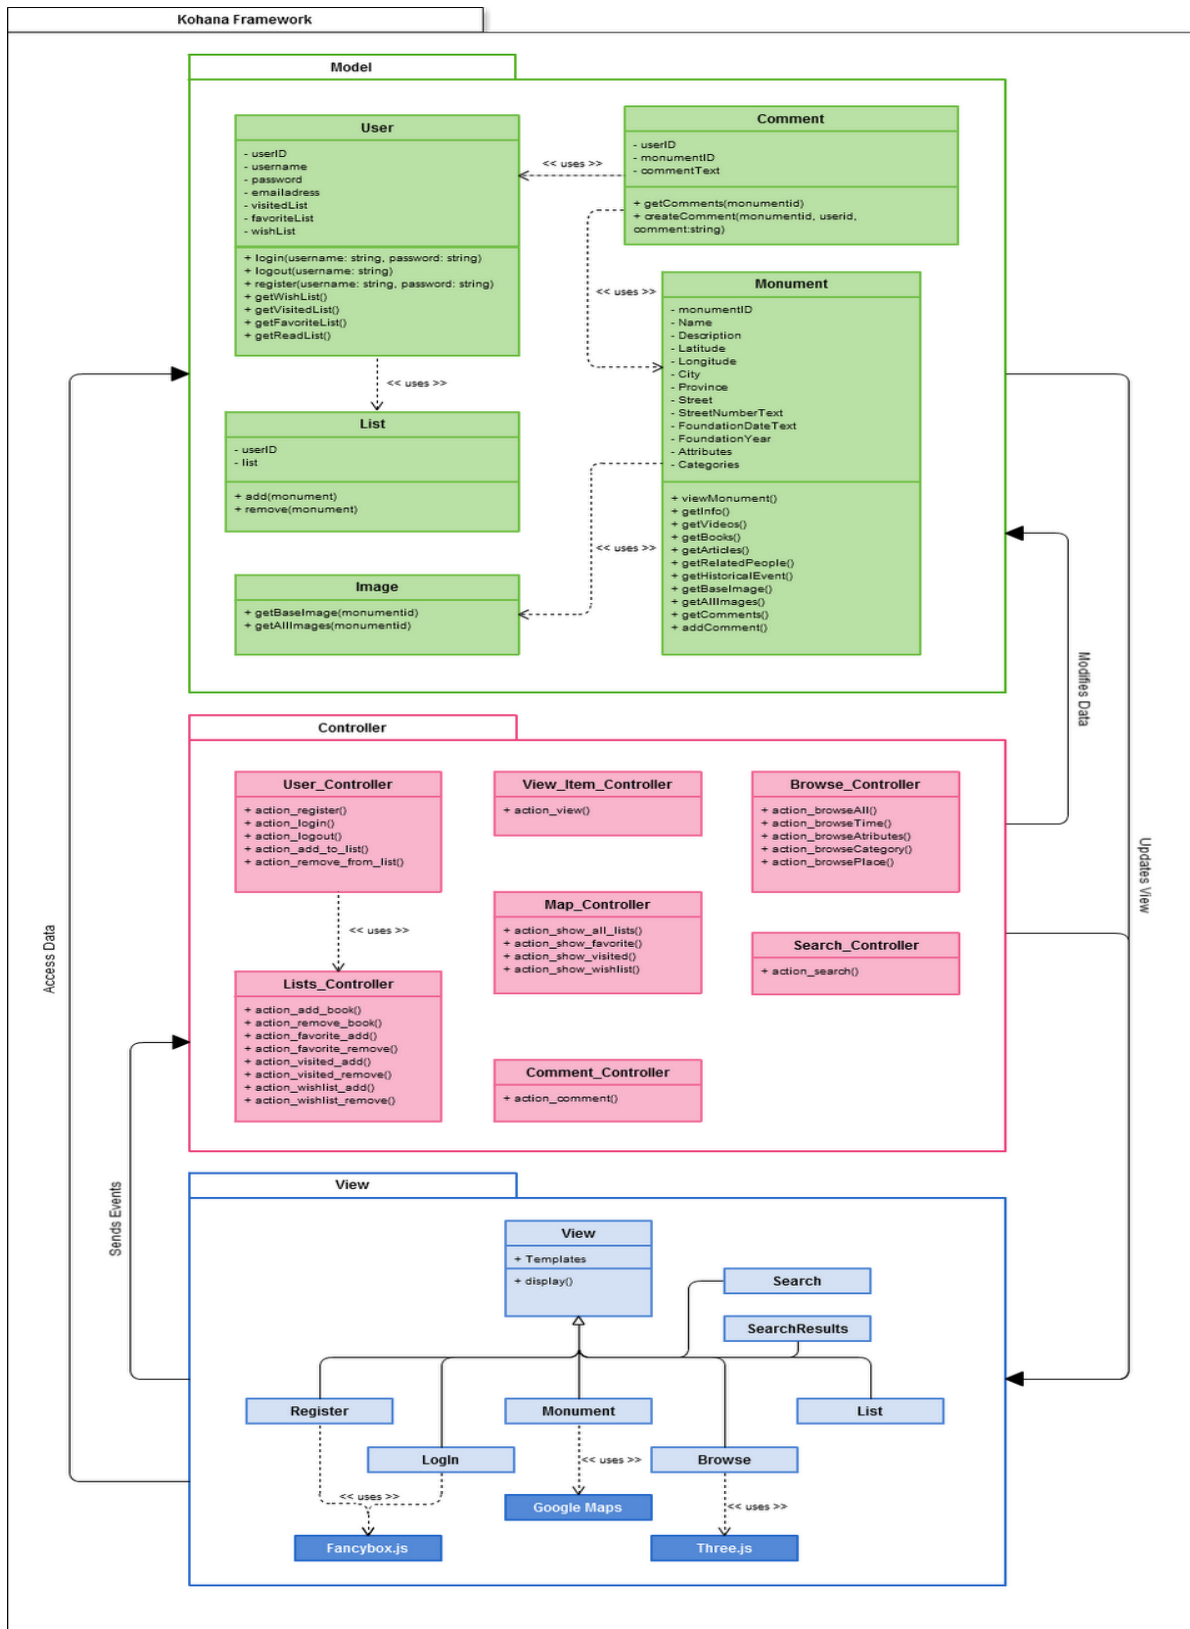 Kohana Framework
Model
User
- userID
- username
- password
- emailadress
- visitedList
- favoriteList
- wishList
+ login(username: string, password: string)
+ logout(username: string)
+ register(username: string, password: string)
+ getWishList()
+ getVisitedList()
+ getFavoriteList()
+ getReadList()
<< uses >>
Comment
- userID
- monumentID
- commentText
+ getComments(monumentid)
+ createComment(monumentid, userid,
comment:string)
<< uses >>
Monument
- monumentID
- Name
- Description
- Latitude
- Longitude
- City
- Province
- Street
- StreetNumberText
- FoundationDateText
- FoundationYear
- Attributes
- Categories
+ viewMonument()
+ getInfo()
+ getVideos()
+ getBooks()
+ getArticles()
+ getRelatedPeople()
+ getHistoricalEvent()
+ getBaseImage()
+ getAllImages()
+ getComments()
+ addComment()
<< uses >>
List
- userID
- list
+ add(monument)
+ remove(monument)
<< uses >>
Image
+ getBaseImage(monumentid)
+ getAllImages(monumentid)
Modifies Data
Controller
User_Controller
+ action_register()
+ action_login()
+ action_logout()
+ action_add_to_list()
+ action_remove_from_list()
View_Item_Controller
+ action_view()
Browse_Controller
+ action_browseAll()
+ action_browseTime()
+ action_browseAtributes()
+ action_browseCategory()
+ action_browsePlace()
Updates View
<< uses >>
Map_Controller
+ action_show_all_lists()
+ action_show_favorite()
+ action_show_visited()
+ action_show_wishlist()
Search_Controller
+ action_search()
Access Data
Lists_Controller
+ action_add_book()
+ action_remove_book()
+ action_favorite_add()
+ action_favorite_remove()
+ action_visited_add()
+ action_visited_remove()
+ action_wishlist_add()
+ action_wishlist_remove()
Comment_Controller
+ action_comment()
Sends Events
View
View
+ Templates
+ display()
Search
SearchResults
Register
Monument
List
LogIn
Browse
<< uses >>
<< uses >>
<< uses >>
Google Maps
Fancybox.js
Three.js